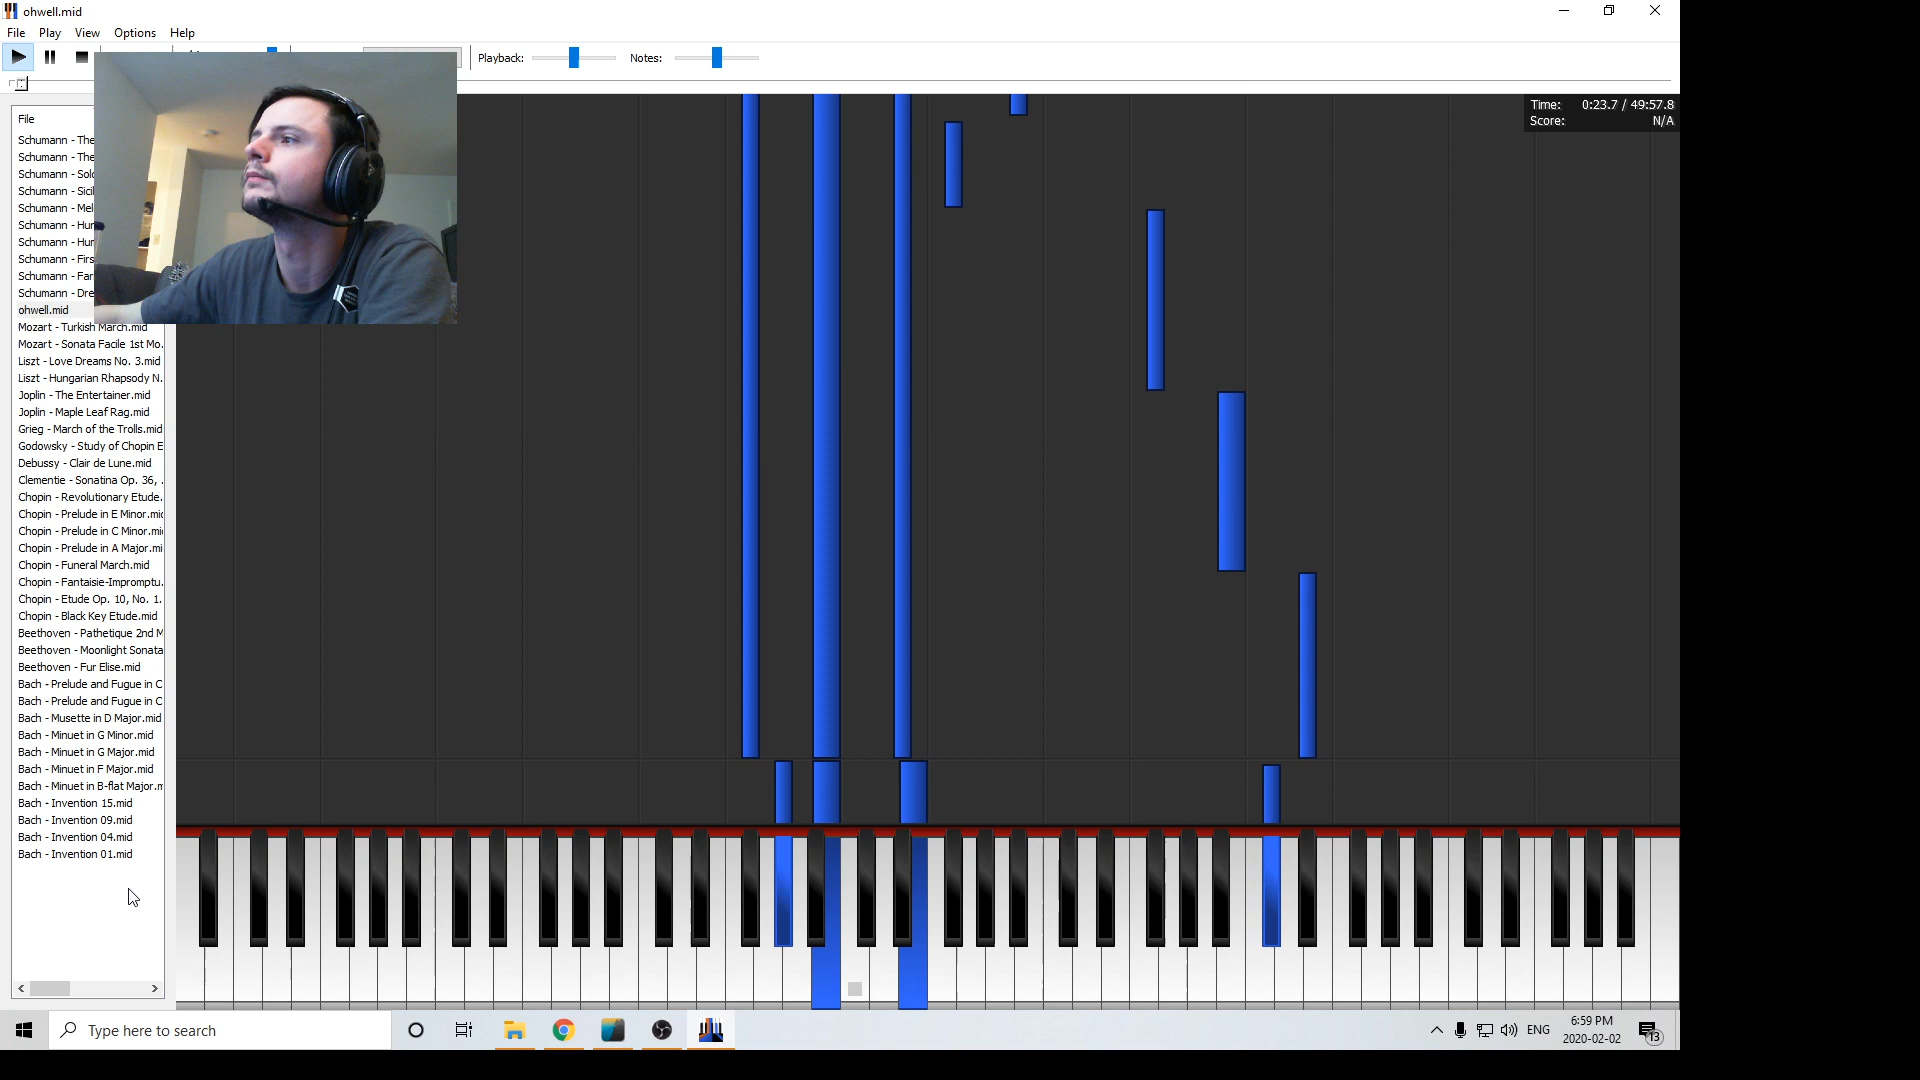 ohwell.mid
File Play View Options Help
Playback: Notes:
Time: 0:23.7 / 49:57.8
Score: N/A
File
Schumann - The
Schumann - The
Schumann - Solo
Schumann - Sicil
Schumann - Mel
Schumann - Hun
Schumann - Hun
Schumann - Firs
Schumann - Far
Schumann - Dre
ohwell.mid
Mozart - Turkish March.mid
Mozart - Sonata Facile 1st Mo.
Liszt - Love Dreams No. 3.mid
Liszt - Hungarian Rhapsody N.
Joplin - The Entertainer.mid
Joplin - Maple Leaf Rag.mid
Grieg - March of the Trolls.mid
Godowsky - Study of Chopin E
Debussy - Clair de Lune.mid
Clementie - Sonatina Op. 36, .
Chopin - Revolutionary Etude.
Chopin - Prelude in E Minor.mid
Chopin - Prelude in C Minor.mid
Chopin - Prelude in A Major.mi
Chopin - Funeral March.mid
Chopin - Fantaisie-Impromptu.
Chopin - Etude Op. 10, No. 1.
Chopin - Black Key Etude.mid
Beethoven - Pathetique 2nd M
Beethoven - Moonlight Sonata
Beethoven - Fur Elise.mid
Bach - Prelude and Fugue in C
Bach - Prelude and Fugue in C
Bach - Musette in D Major.mid
Bach - Minuet in G Minor.mid
Bach - Minuet in G Major.mid
Bach - Minuet in F Major.mid
Bach - Minuet in B-flat Major.m
Bach - Invention 15.mid
Bach - Invention 09.mid
Bach - Invention 04.mid
Bach - Invention 01.mid
Type here to search
ENG
6:59 PM
2020-02-02
13